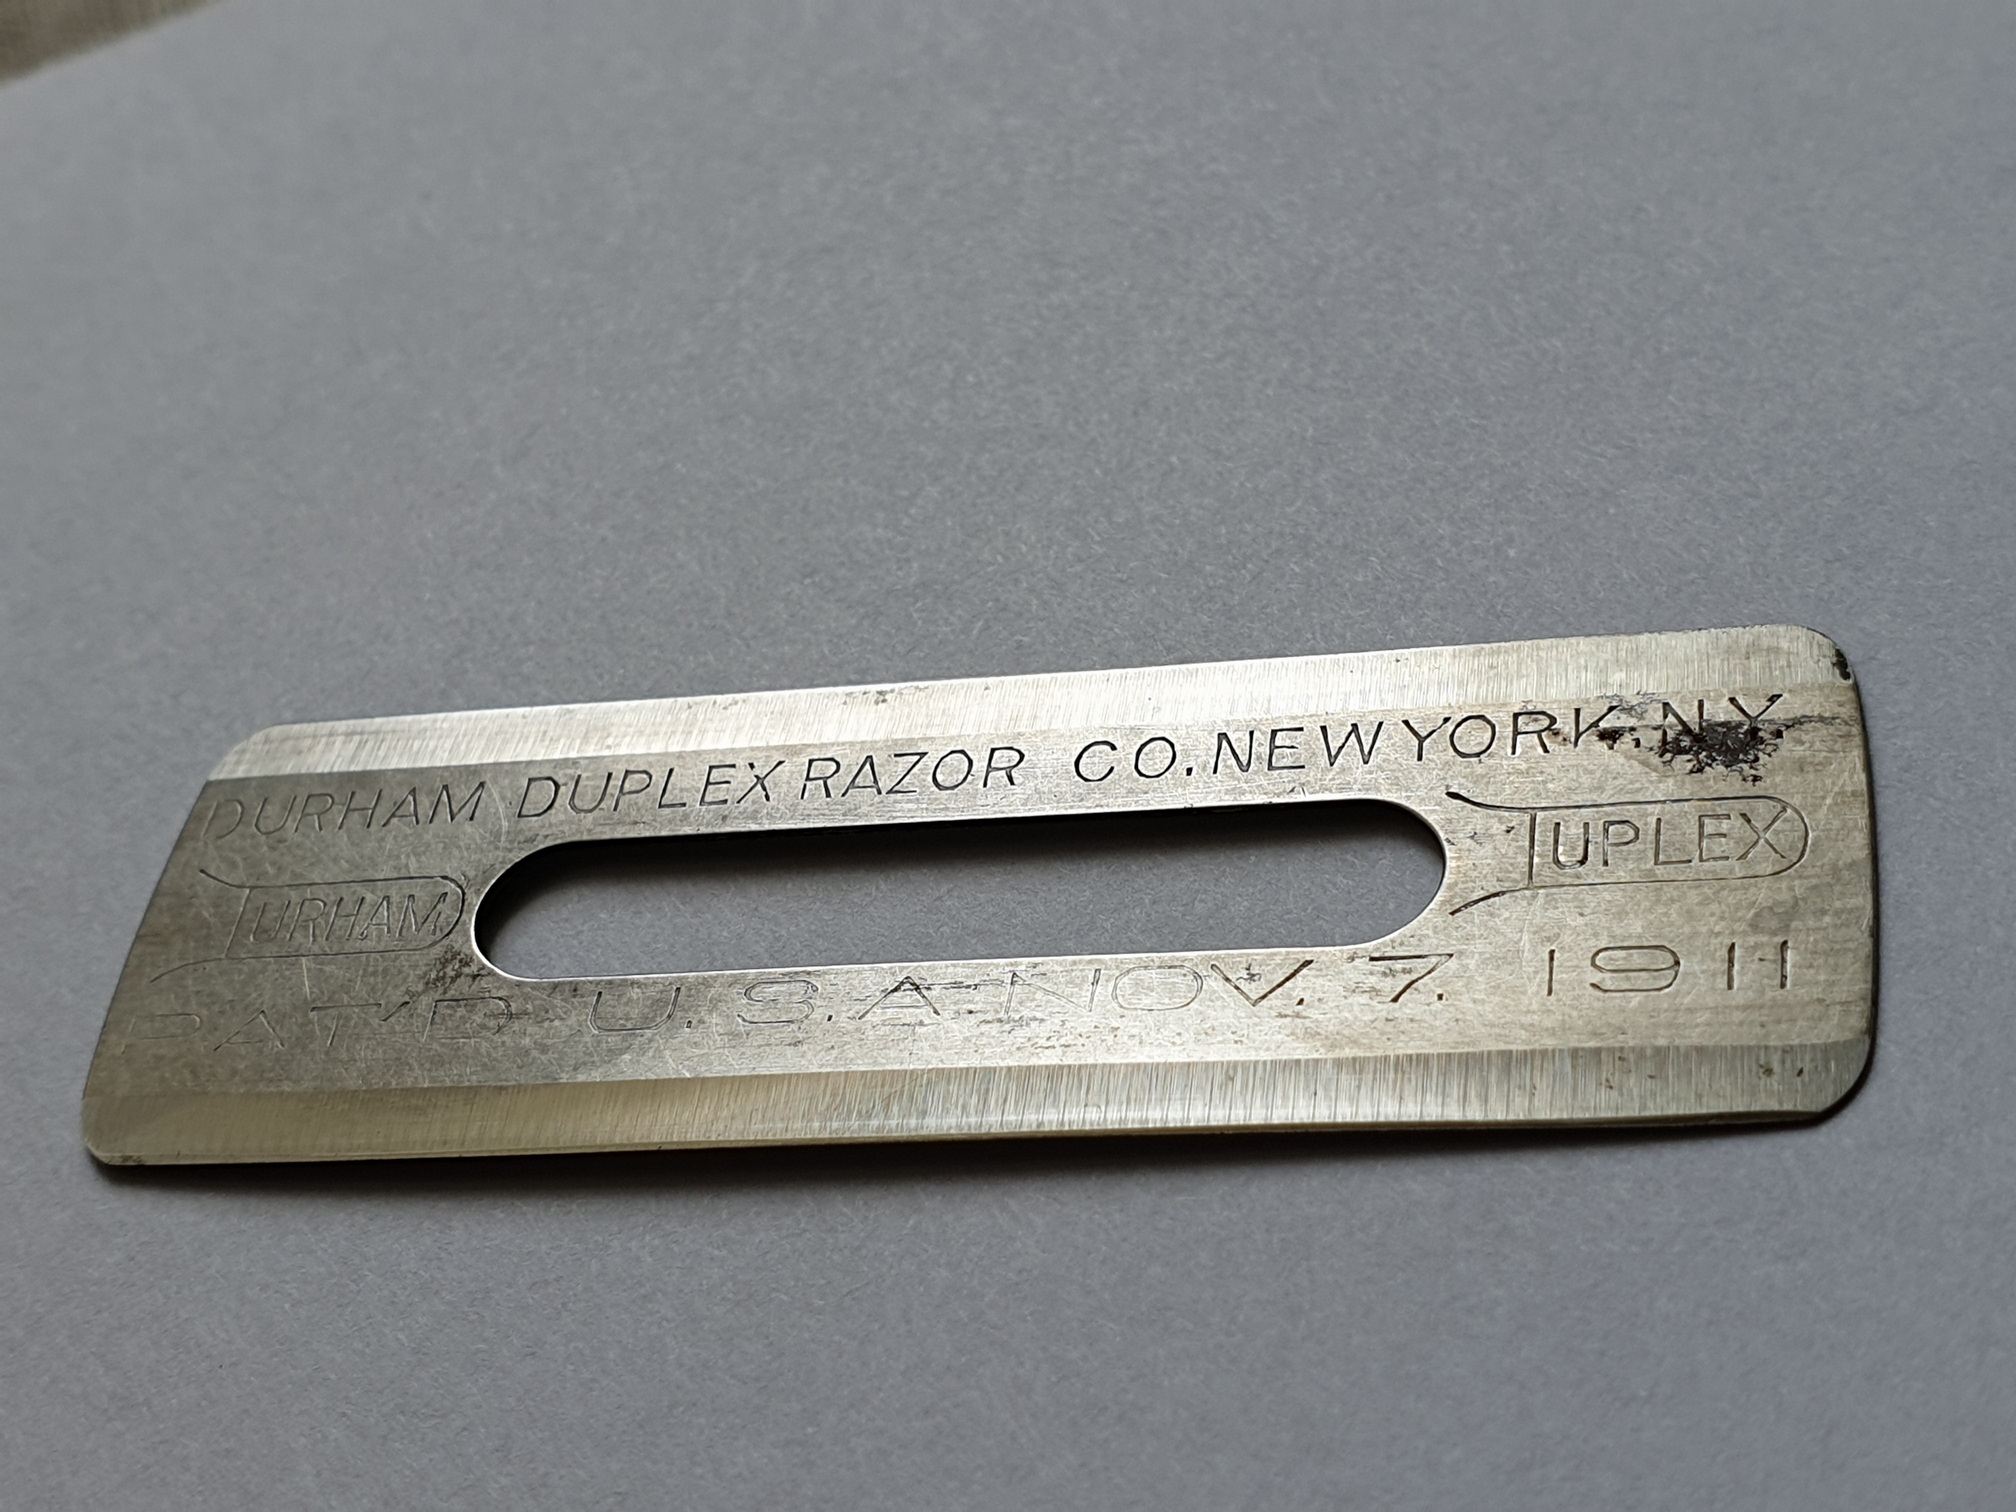 DURHAM DUPLEX RAZOR CO. NEW YORK. N.Y.
DURHAM DUPLEX
PAT'D U.S.A. NOV. 7. 1911